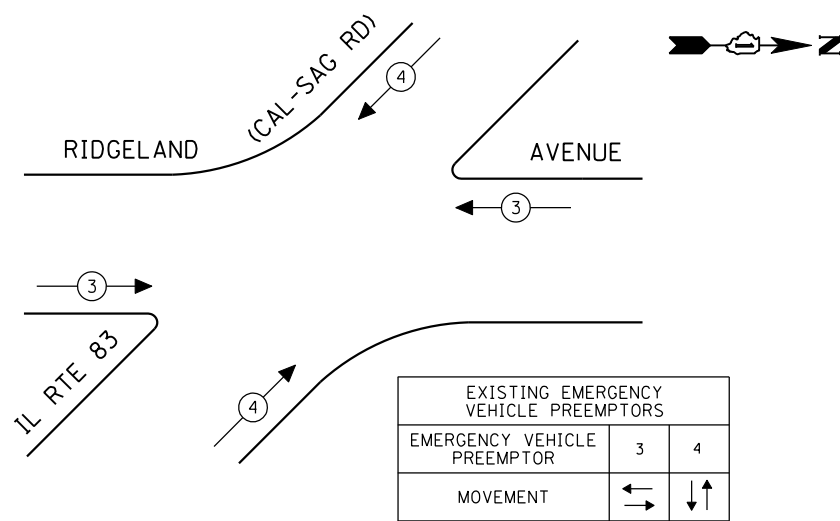 (CAL-SAG RD)
4
N
RIDGELAND
AVENUE
3
3
IL RTE 83
4
EXISTING EMERGENCY
VEHICLE PREEMPTORS
EMERGENCY VEHICLE
PREEMPTOR
3
4
MOVEMENT